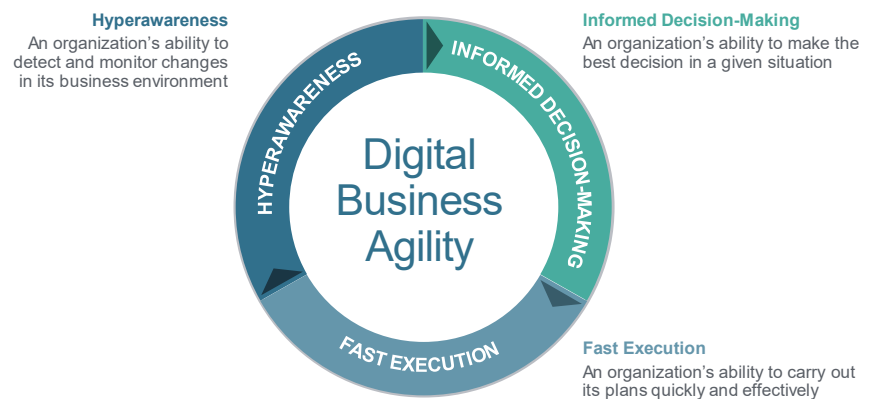 Hyperawareness
An organization's ability to
detect and monitor changes
in its business environment
Informed Decision-Making
An organization's ability to make the
best decision in a given situation
HYPERAWARENESS
INFORMED DECISION-MAKING
Digital
Business
Agility
FAST EXECUTION
Fast Execution
An organization's ability to carry out
its plans quickly and effectively